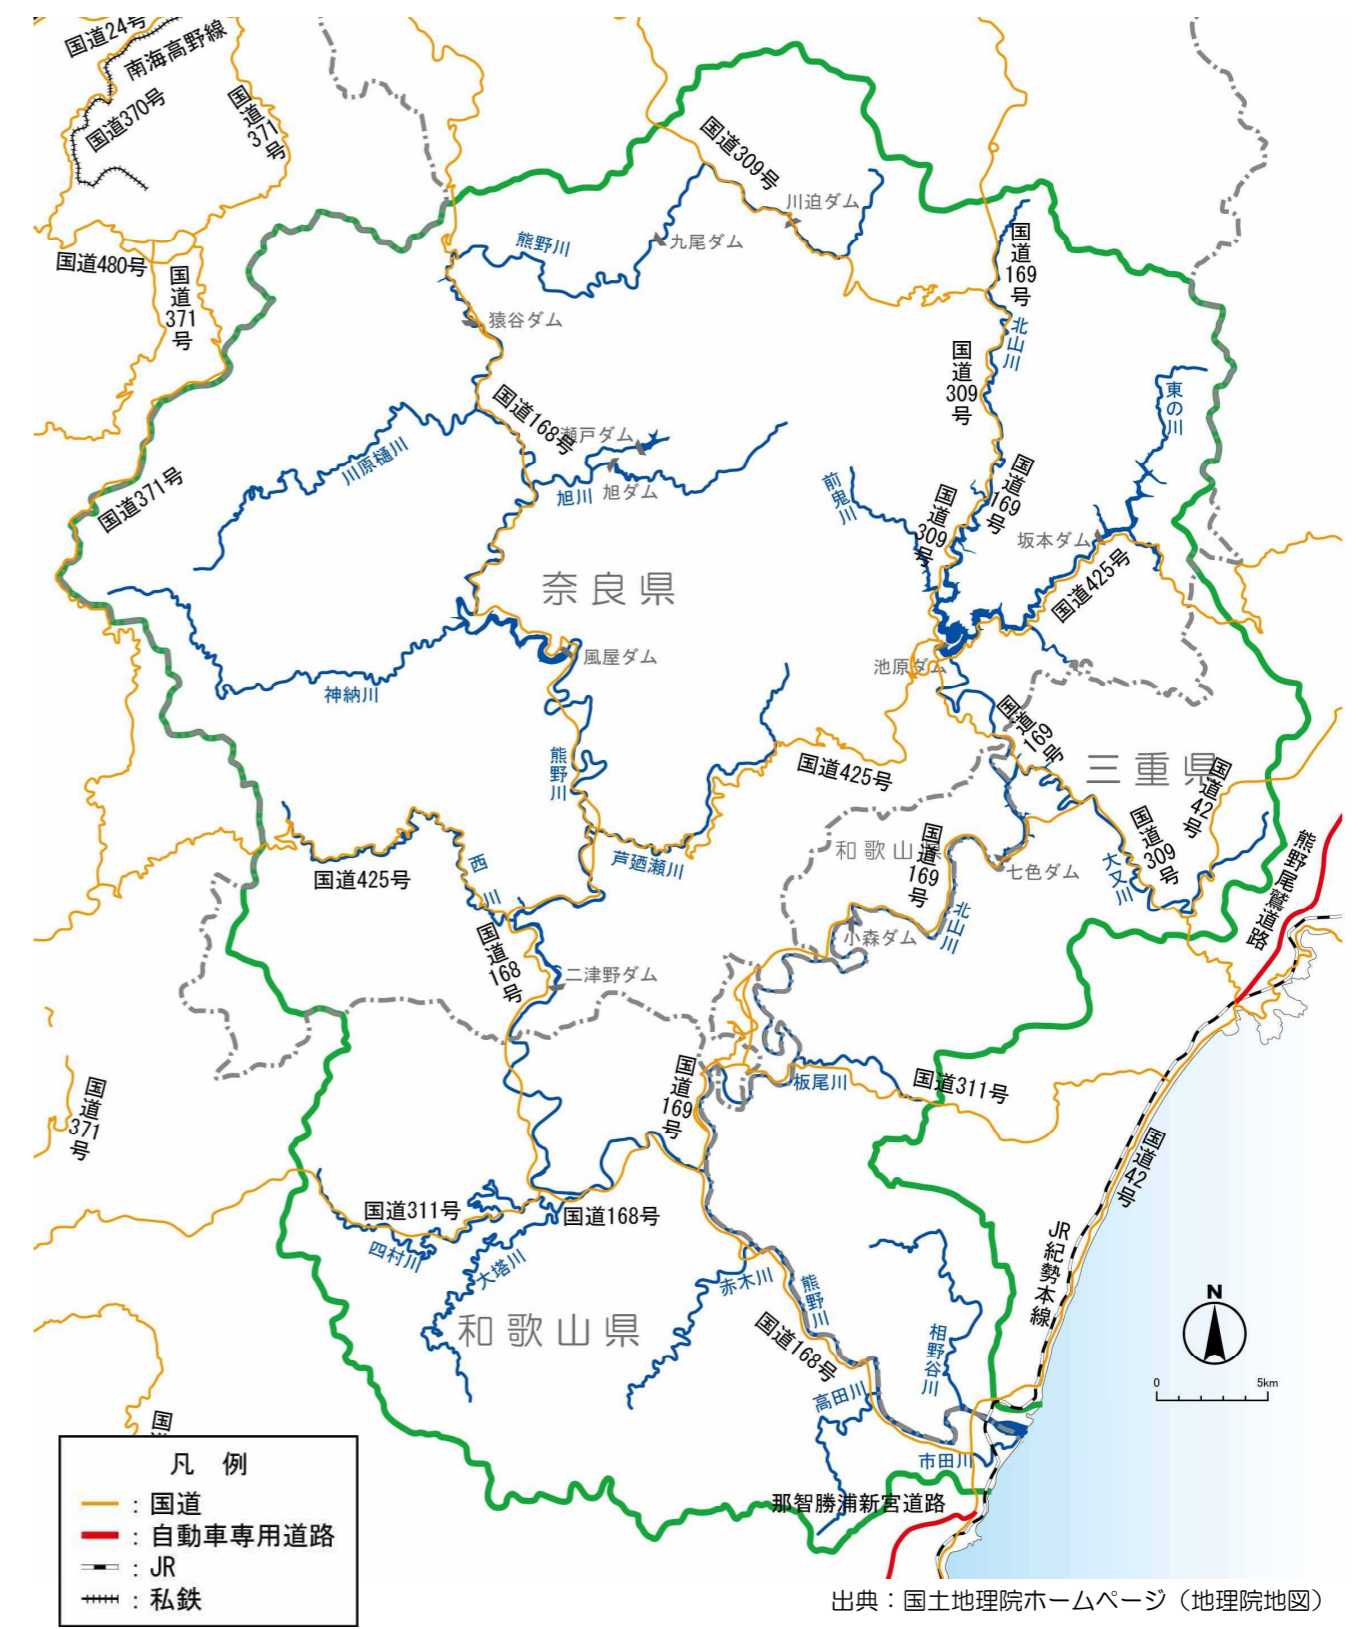 国道24号
南海高野線
国道370号
国道371号
国道309号
川迫ダム
九尾ダム
熊野川
国道480号
国道371号
国道169号
猿谷ダム
北山川
国道309号
東の川
国道168号
瀬戸ダム
川原樋川
旭川
旭ダム
国道371号
前鬼川
国道309号
国道169号
坂本ダム
国道425号
奈良県
風屋ダム
池原ダム
神納川
国道169号
熊野川
国道425号
三重県
国道42号
国道309号
和歌山県
国道169号
七色ダム
大又川
熊野尾鷲道路
芦廼瀬川
西川
国道425号
北山川
小森ダム
国道168号
二津野ダム
国道169号
板尾川
国道311号
国道371号
国道42号
国道311号
国道168号
四村川
大塔川
赤木川
熊野川
JR紀勢本線
N
和歌山県
国道168号
相野谷川
高田川
0 5km
市田川
那智勝浦新宮道路
凡 例
：国道
：自動車専用道路
：JR
：私鉄
出典：国土地理院ホームページ（地理院地図）